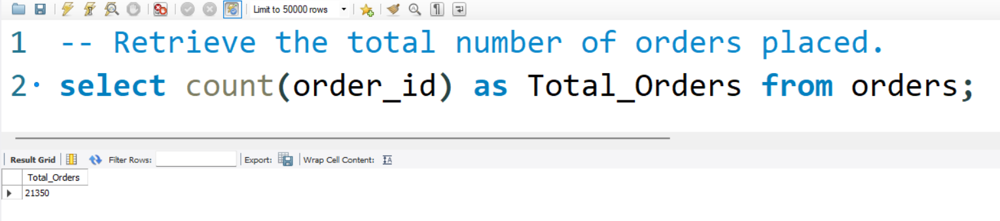 Limit to 50000 rows
1 -- Retrieve the total number of orders placed.
2 select count(order_id) as Total_Orders from orders;
Result Grid Filter Rows: Export: Wrap Cell Content:
Total_Orders
21350